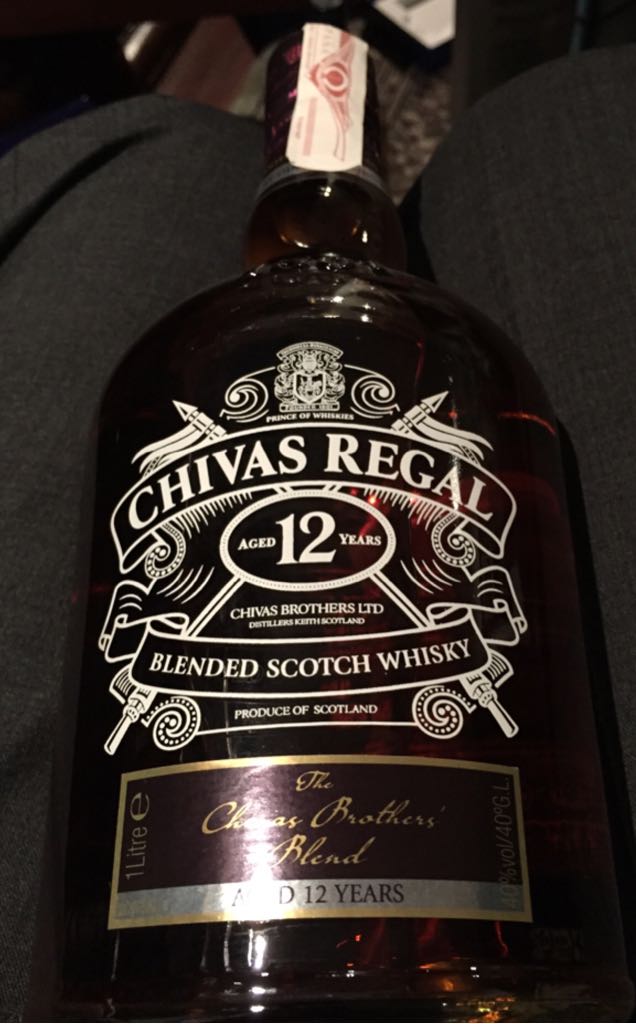 PRINCE OF WHISKIES
CHIVAS REGAL
AGED 12 YEARS
CHIVAS BROTHERS LTD
DISTILLERS KEITH SCOTLAND
BLENDED SCOTCH WHISKY
PRODUCE OF SCOTLAND
The
Chivas Brothers'
Blend
AGED 12 YEARS
1 Litre e
40%vol/40°G.L.